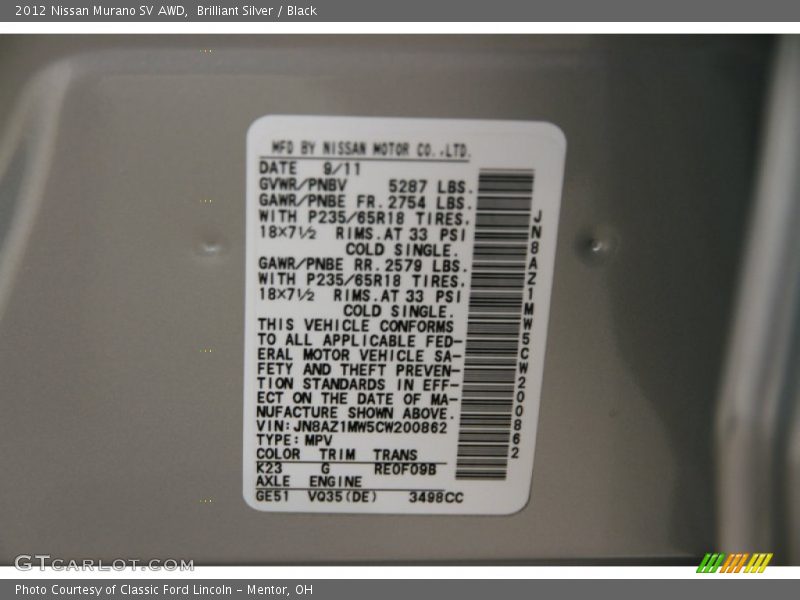 2012 Nissan Murano SV AWD, Brilliant Silver / Black
MFD BY NISSAN MOTOR CO.,LTD.
DATE 9/11
GVWR/PNBV 5287 LBS.
GAWR/PNBE FR. 2754 LBS.
WITH P235/65R18 TIRES.
18×7½ RIMS.AT 33 PSI
COLD SINGLE.
GAWR/PNBE RR. 2579 LBS.
WITH P235/65R18 TIRES.
18×7½ RIMS.AT 33 PSI
COLD SINGLE.
THIS VEHICLE CONFORMS
TO ALL APPLICABLE FED-
ERAL MOTOR VEHICLE SA-
FETY AND THEFT PREVEN-
TION STANDARDS IN EFF-
ECT ON THE DATE OF MA-
NUFACTURE SHOWN ABOVE.
VIN:JN8AZ1MW5CW200862
TYPE:MPV
COLOR TRIM TRANS
K23 G RE0F09B
AXLE ENGINE
GE51 VQ35(DE) 3498CC
JN8AZ1MW5CW200862
GTCarlot.com
Photo Courtesy of Classic Ford Lincoln - Mentor, OH